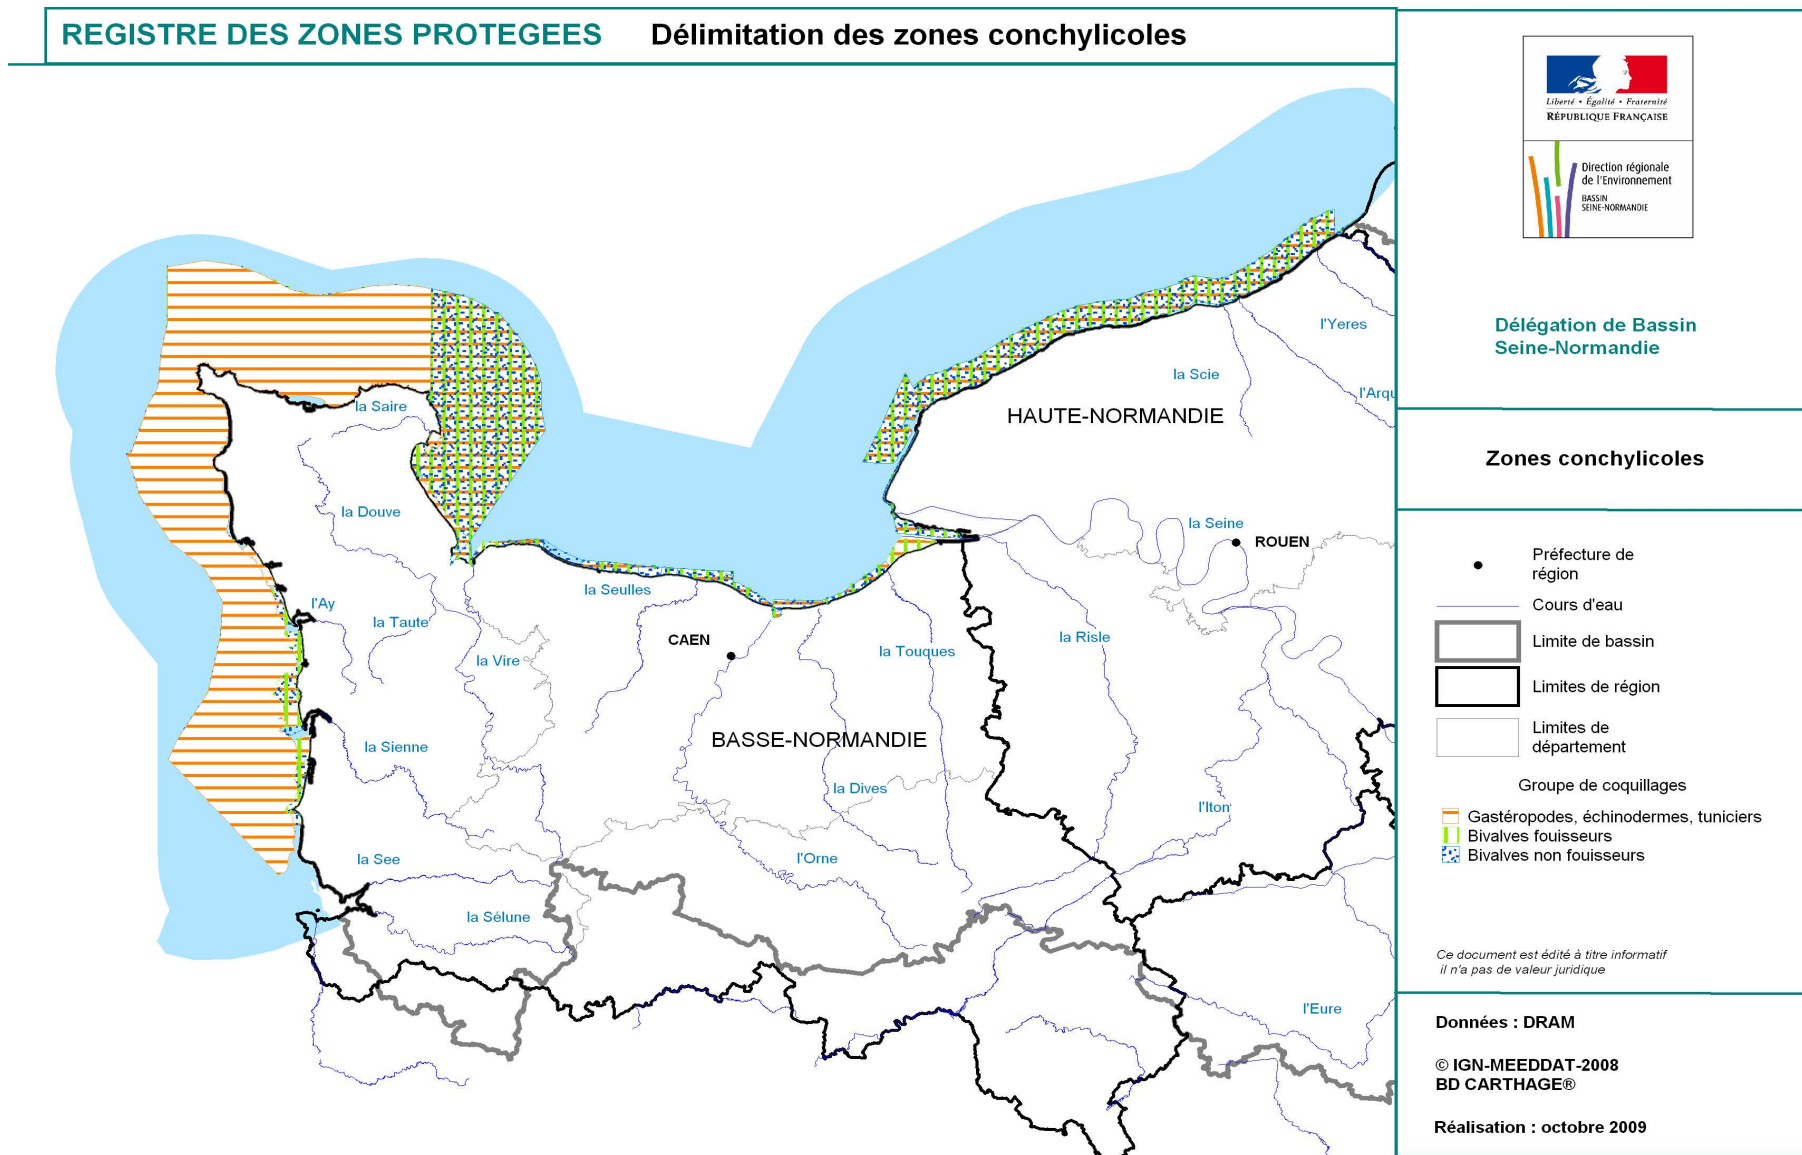 REGISTRE DES ZONES PROTEGEES Délimitation des zones conchylicoles
Liberté • Égalité • Fraternité
RÉPUBLIQUE FRANÇAISE
Direction régionale
de l'Environnement
BASSIN
SEINE-NORMANDIE
Délégation de Bassin
Seine-Normandie
Zones conchylicoles
Préfecture de
région
Cours d'eau
Limite de bassin
Limites de région
Limites de
département
Groupe de coquillages
Gastéropodes, échinodermes, tuniciers
Bivalves fouisseurs
Bivalves non fouisseurs
Ce document est édité à titre informatif
il n'a pas de valeur juridique
Données : DRAM
© IGN-MEEDDAT-2008
BD CARTHAGE®
Réalisation : octobre 2009
l'Yeres
la Scie
l'Arqu
la Saire
HAUTE-NORMANDIE
la Douve
la Seine
ROUEN
la Seulles
l'Ay
la Taute
CAEN
la Risle
la Touques
la Vire
BASSE-NORMANDIE
la Sienne
la Dives
l'Iton
la See
l'Orne
la Sélune
l'Eure